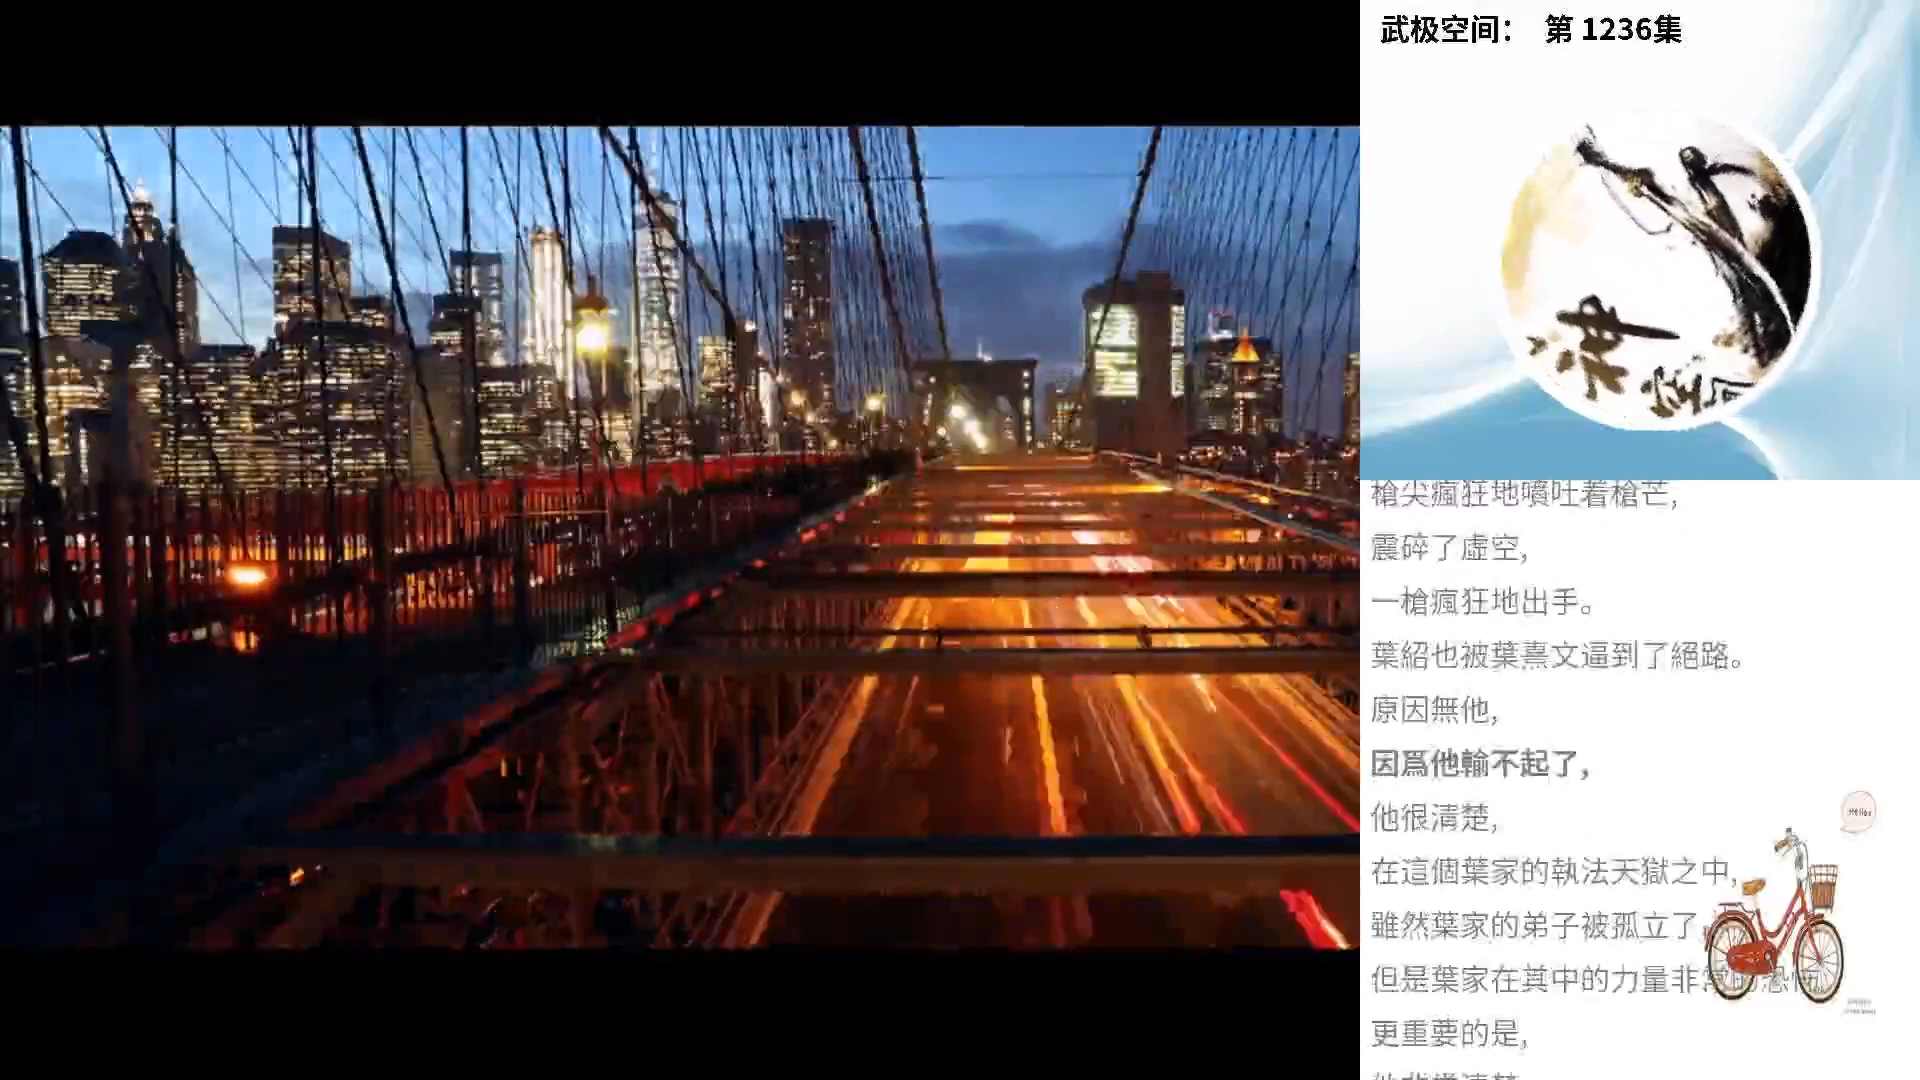 武极空间： 第 1236集
槍尖瘋狂地噴吐着槍芒,
震碎了虛空,
一槍瘋狂地出手。
葉紹也被葉熹文逼到了絕路。
原因無他,
因爲他輸不起了,
他很清楚,
在這個葉家的執法天獄之中,
雖然葉家的弟子被孤立了,
但是葉家在其中的力量非常的恐怖,
更重要的是,
Hello